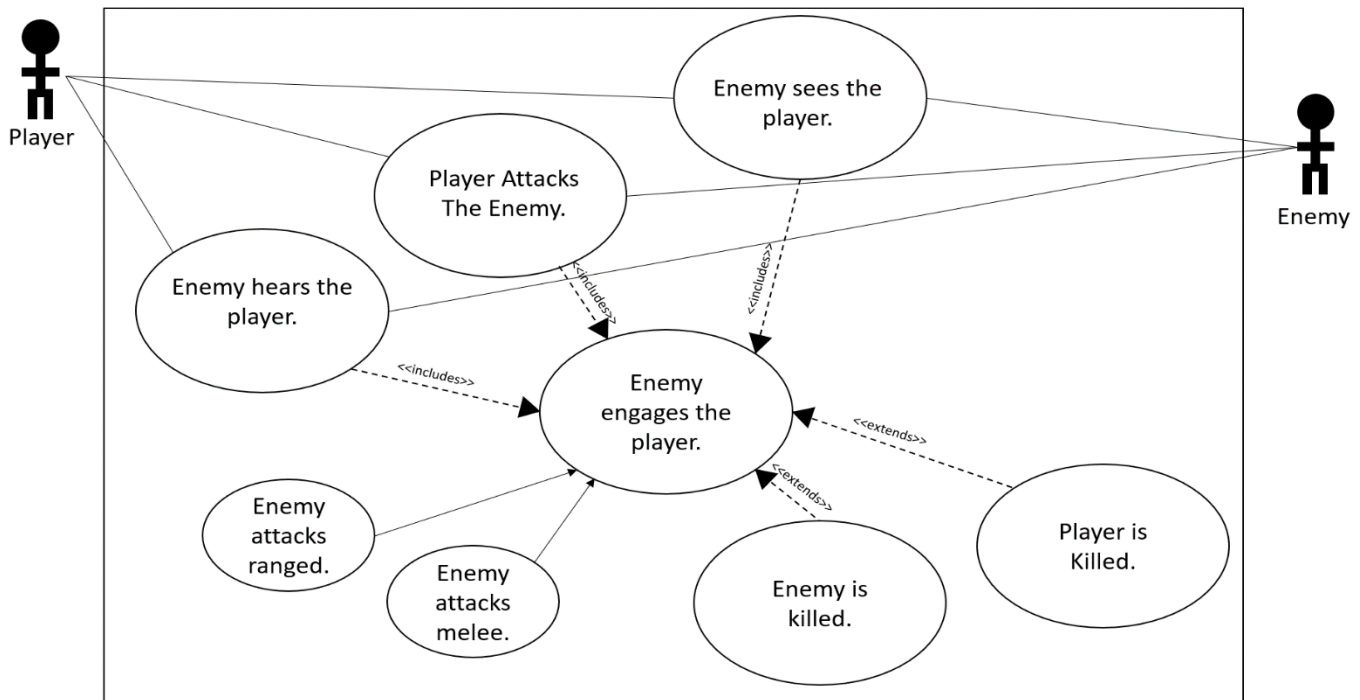 Player
Enemy sees the
player.
Player Attacks
The Enemy.
Enemy
Enemy hears the
player.
<<includes>>
<<includes>>
<<includes>>
Enemy
engages the
player.
<<extends>>
<<extends>>
Enemy
attacks
ranged.
Enemy
attacks
melee.
Enemy is
killed.
Player is
Killed.